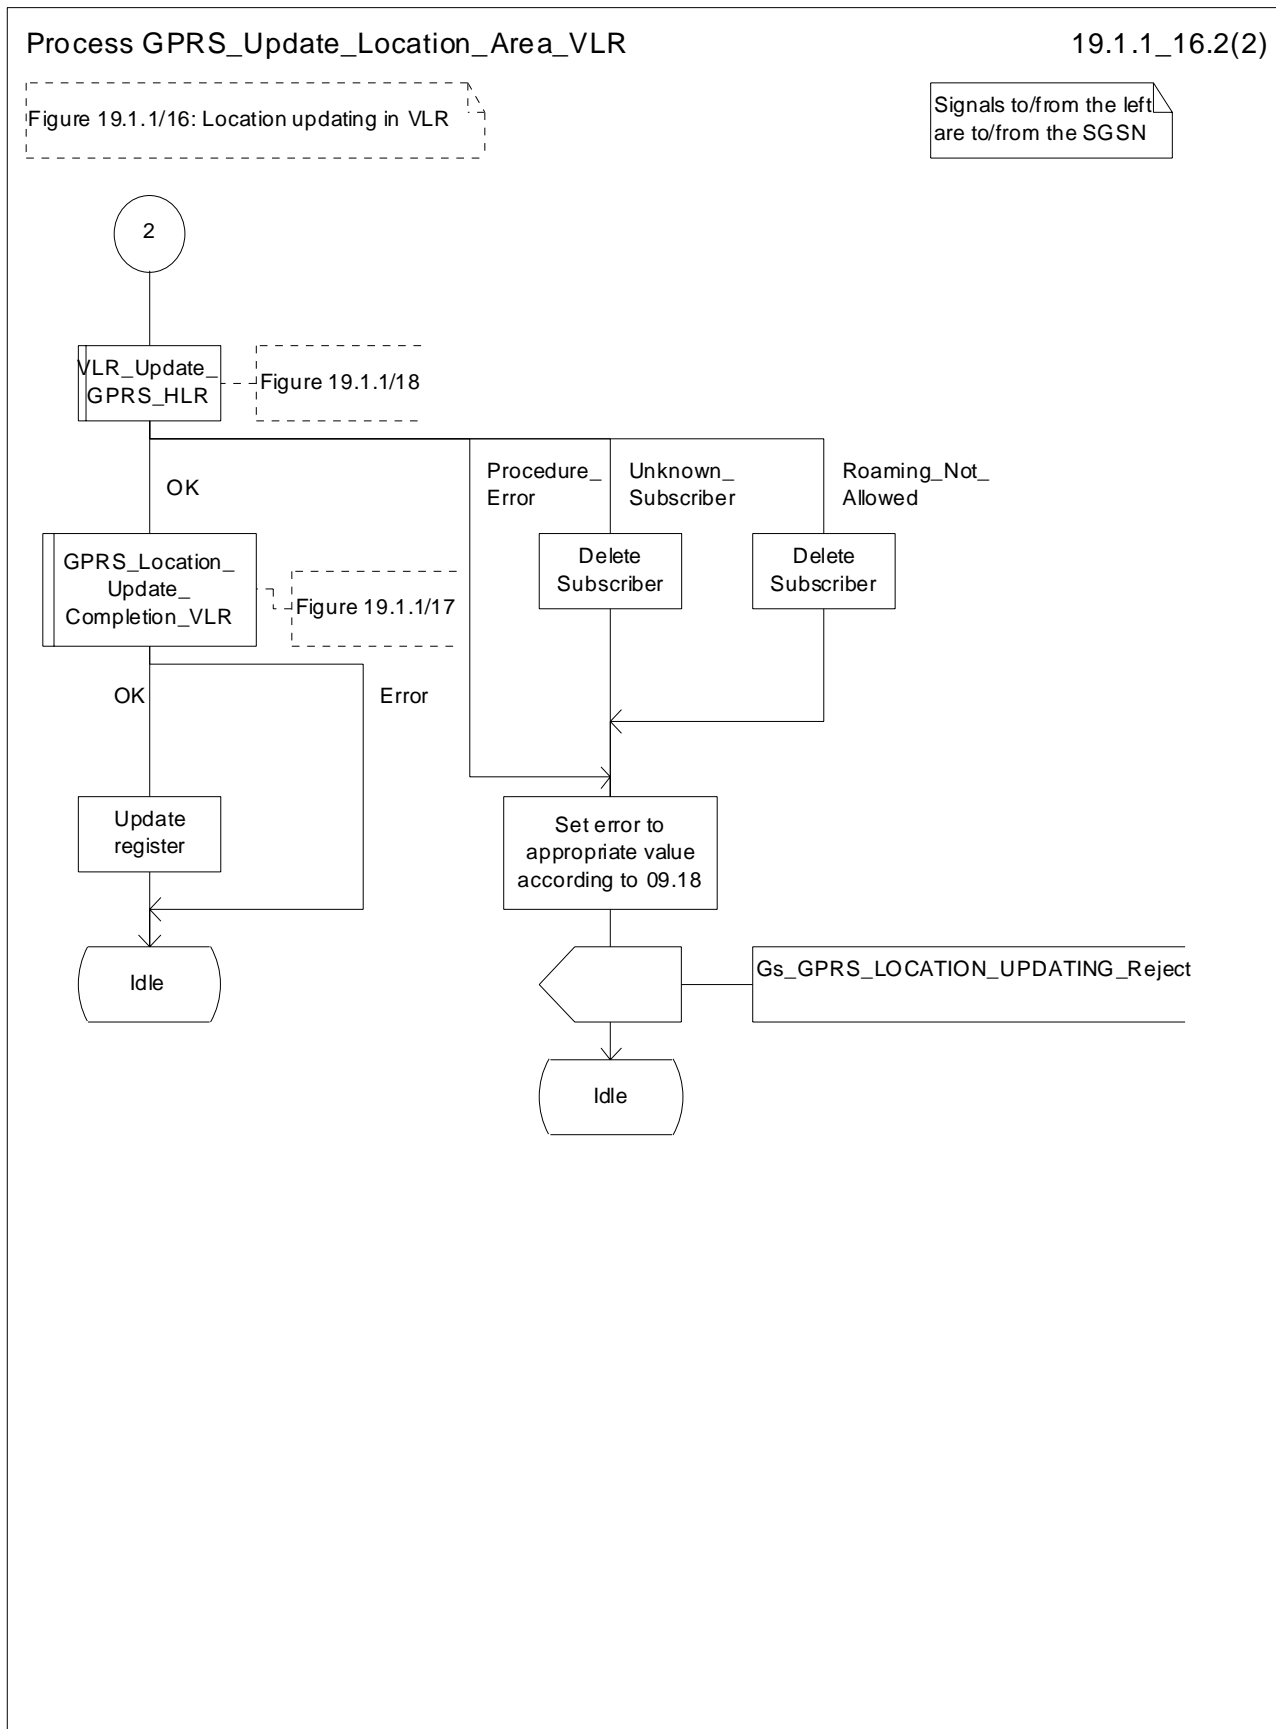 Process GPRS_Update_Location_Area_VLR
19.1.1_16.2(2)
Figure 19.1.1/16: Location updating in VLR
Signals to/from the left
are to/from the SGSN
2
VLR_Update_
GPRS_HLR
Figure 19.1.1/18
OK
Procedure_
Error
Unknown_
Subscriber
Roaming_Not_
Allowed
GPRS_Location_
Update_
Completion_VLR
Figure 19.1.1/17
Delete
Subscriber
Delete
Subscriber
OK
Error
Update
register
Set error to
appropriate value
according to 09.18
Idle
Gs_GPRS_LOCATION_UPDATING_Reject
Idle